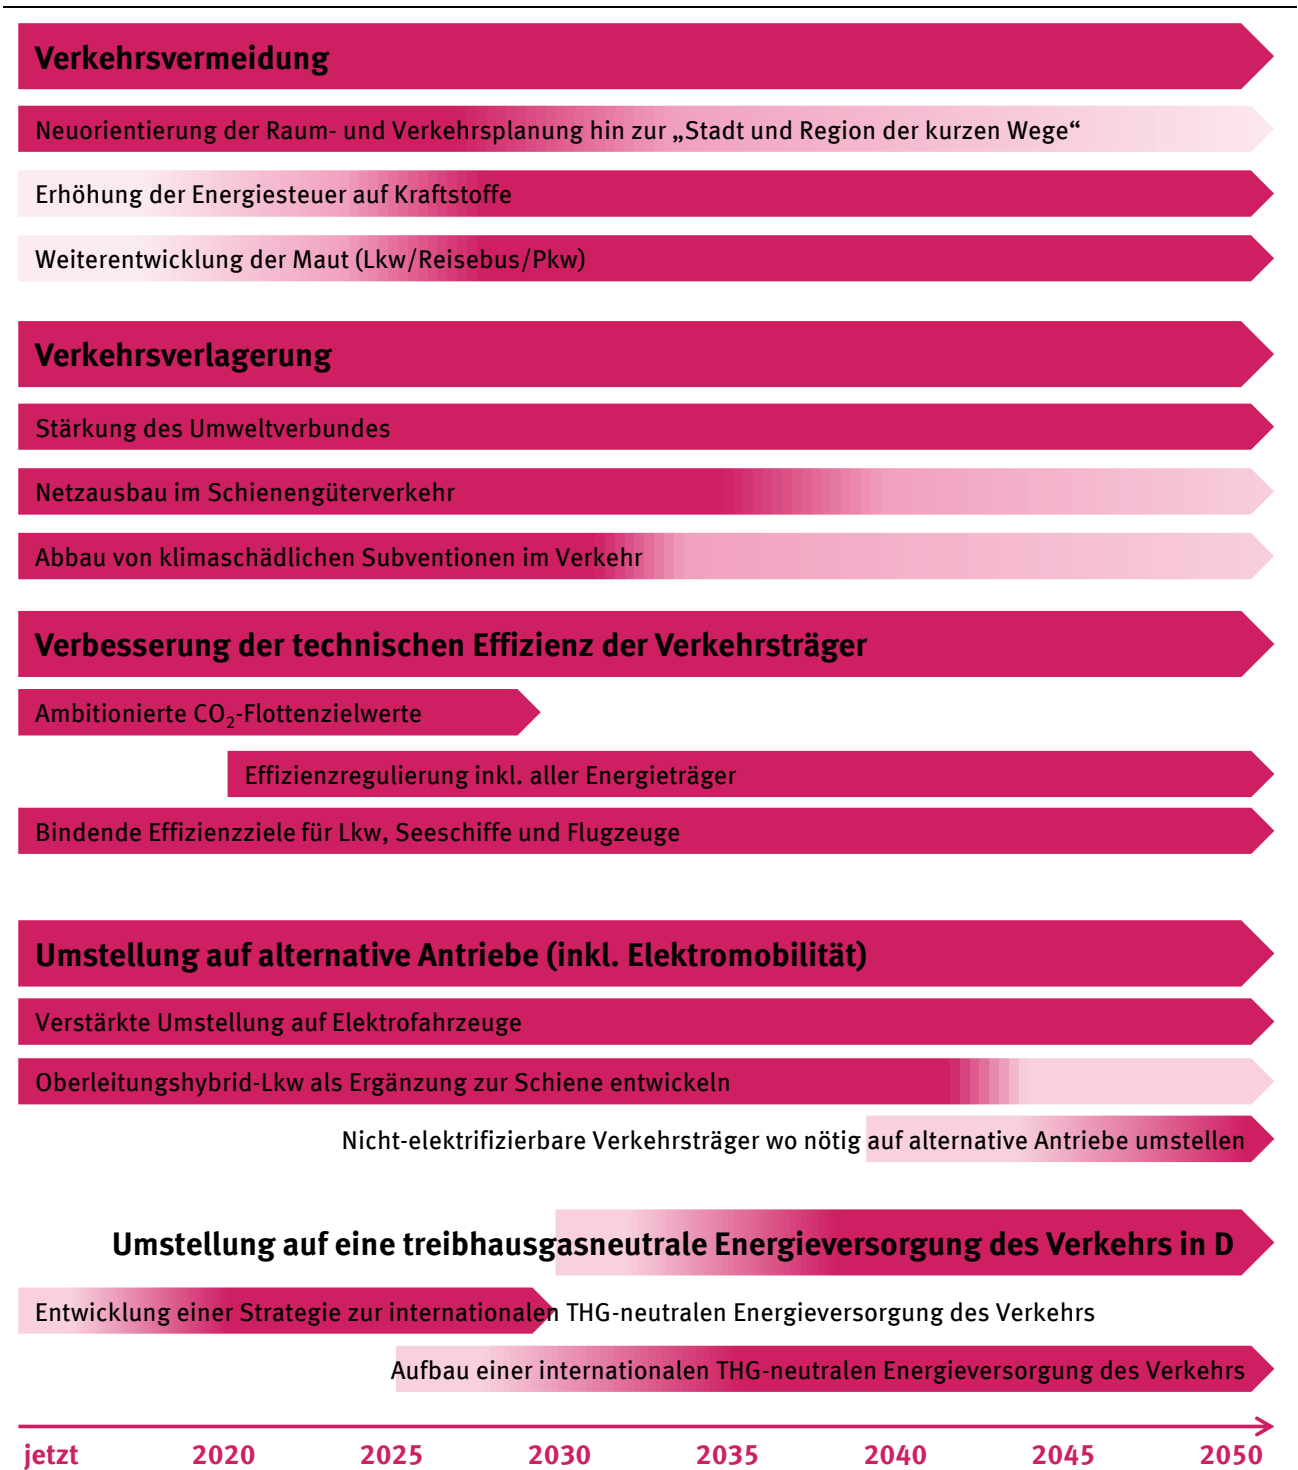 Verkehrsvermeidung
Neuorientierung der Raum- und Verkehrsplanung hin zur „Stadt und Region der kurzen Wege“
Erhöhung der Energiesteuer auf Kraftstoffe
Weiterentwicklung der Maut (Lkw/Reisebus/Pkw)
Verkehrsverlagerung
Stärkung des Umweltverbundes
Netzausbau im Schienengüterverkehr
Abbau von klimaschädlichen Subventionen im Verkehr
Verbesserung der technischen Effizienz der Verkehrsträger
Ambitionierte CO₂-Flottenzielwerte
Effizienzregulierung inkl. aller Energieträger
Bindende Effizienzziele für Lkw, Seeschiffe und Flugzeuge
Umstellung auf alternative Antriebe (inkl. Elektromobilität)
Verstärkte Umstellung auf Elektrofahrzeuge
Oberleitungshybrid-Lkw als Ergänzung zur Schiene entwickeln
Nicht-elektrifizierbare Verkehrsträger wo nötig auf alternative Antriebe umstellen
Umstellung auf eine treibhausgasneutrale Energieversorgung des Verkehrs in D
Entwicklung einer Strategie zur internationalen THG-neutralen Energieversorgung des Verkehrs
Aufbau einer internationalen THG-neutralen Energieversorgung des Verkehrs
jetzt 2020 2025 2030 2035 2040 2045 2050